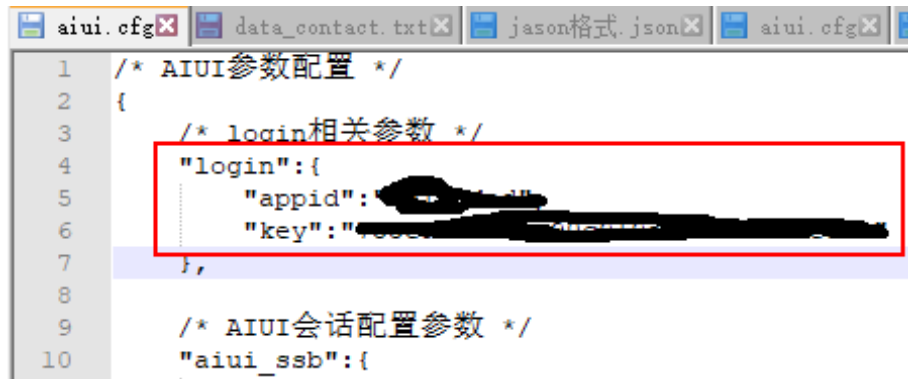 aiui.cfg data_contact.txt jason格式.json aiui.cfg
1 /* AIUI参数配置 */
2 {
3 /* login相关参数 */
4 "login":{
5 "appid":"
6 "key":"
7 },
8
9 /* AIUI会话配置参数 */
10 "aiui_ssb":{